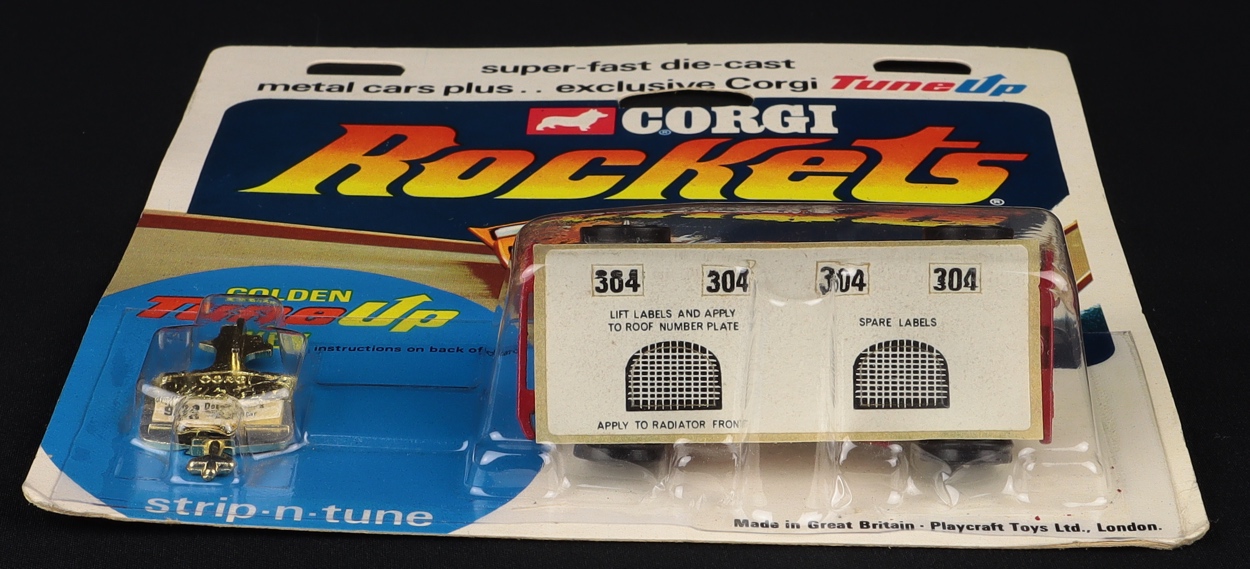 super-fast die-cast
metal cars plus.. exclusive Corgi TuneUp
CORGI
Rockets®
304 304 304 304
LIFT LABELS AND APPLY
TO ROOF NUMBER PLATE
SPARE LABELS
APPLY TO RADIATOR FRONT
GOLDEN
TuneUp
instructions on back of
CORGI
strip-n-tune
Made in Great Britain · Playcraft Toys Ltd., London.